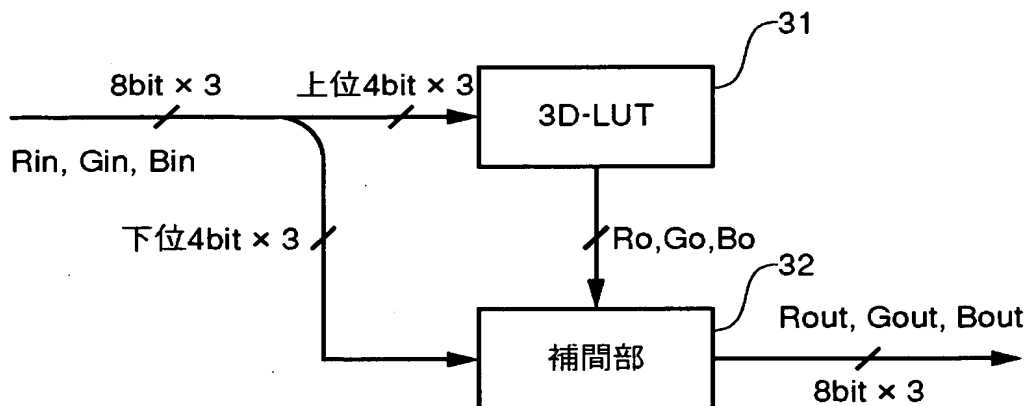 31
8bit × 3
上位4bit × 3
3D-LUT
Rin, Gin, Bin
下位4bit × 3
Ro,Go,Bo
32
補間部
Rout, Gout, Bout
8bit × 3